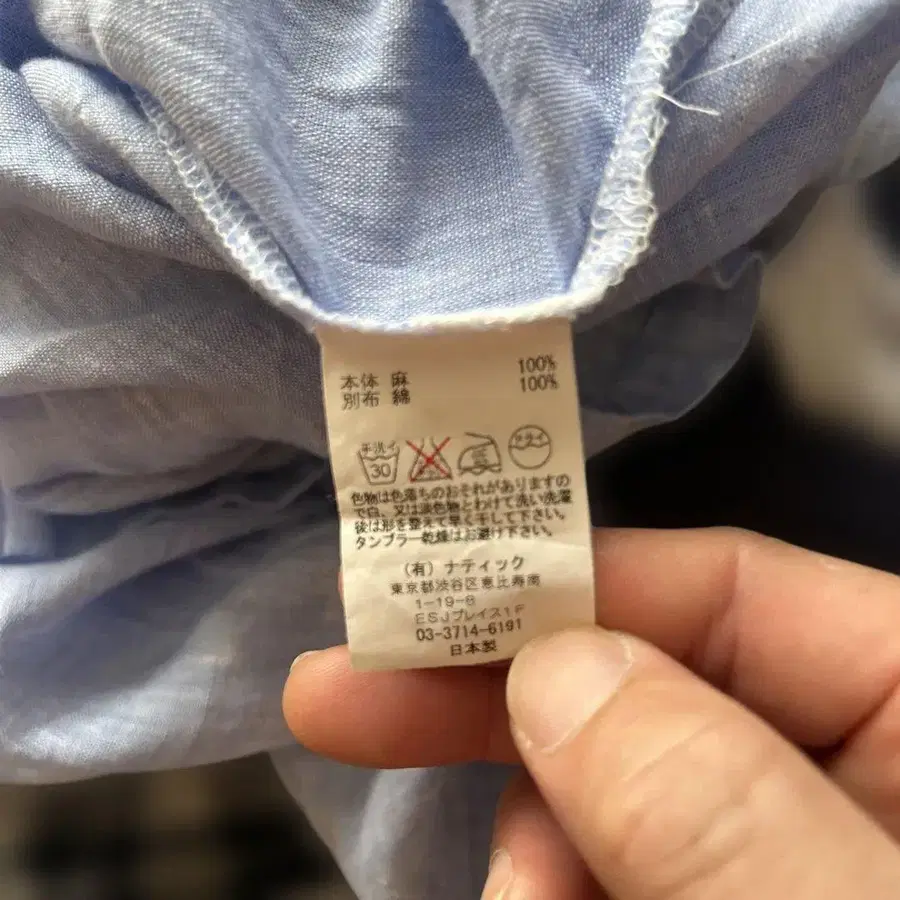 本体 麻 100%
別布 綿 100%
手洗イ 30 ドライ
色物は色落ちのおそれがありますの
で白、又は淡色物とわけて洗い洗濯
後は形を整えて早く干して下さい。
タンブラー乾燥はお避け下さい。
(有) ナティック
東京都渋谷区恵比寿南
1-19-6
ESJプレイス1F
03-3714-6191
日本製